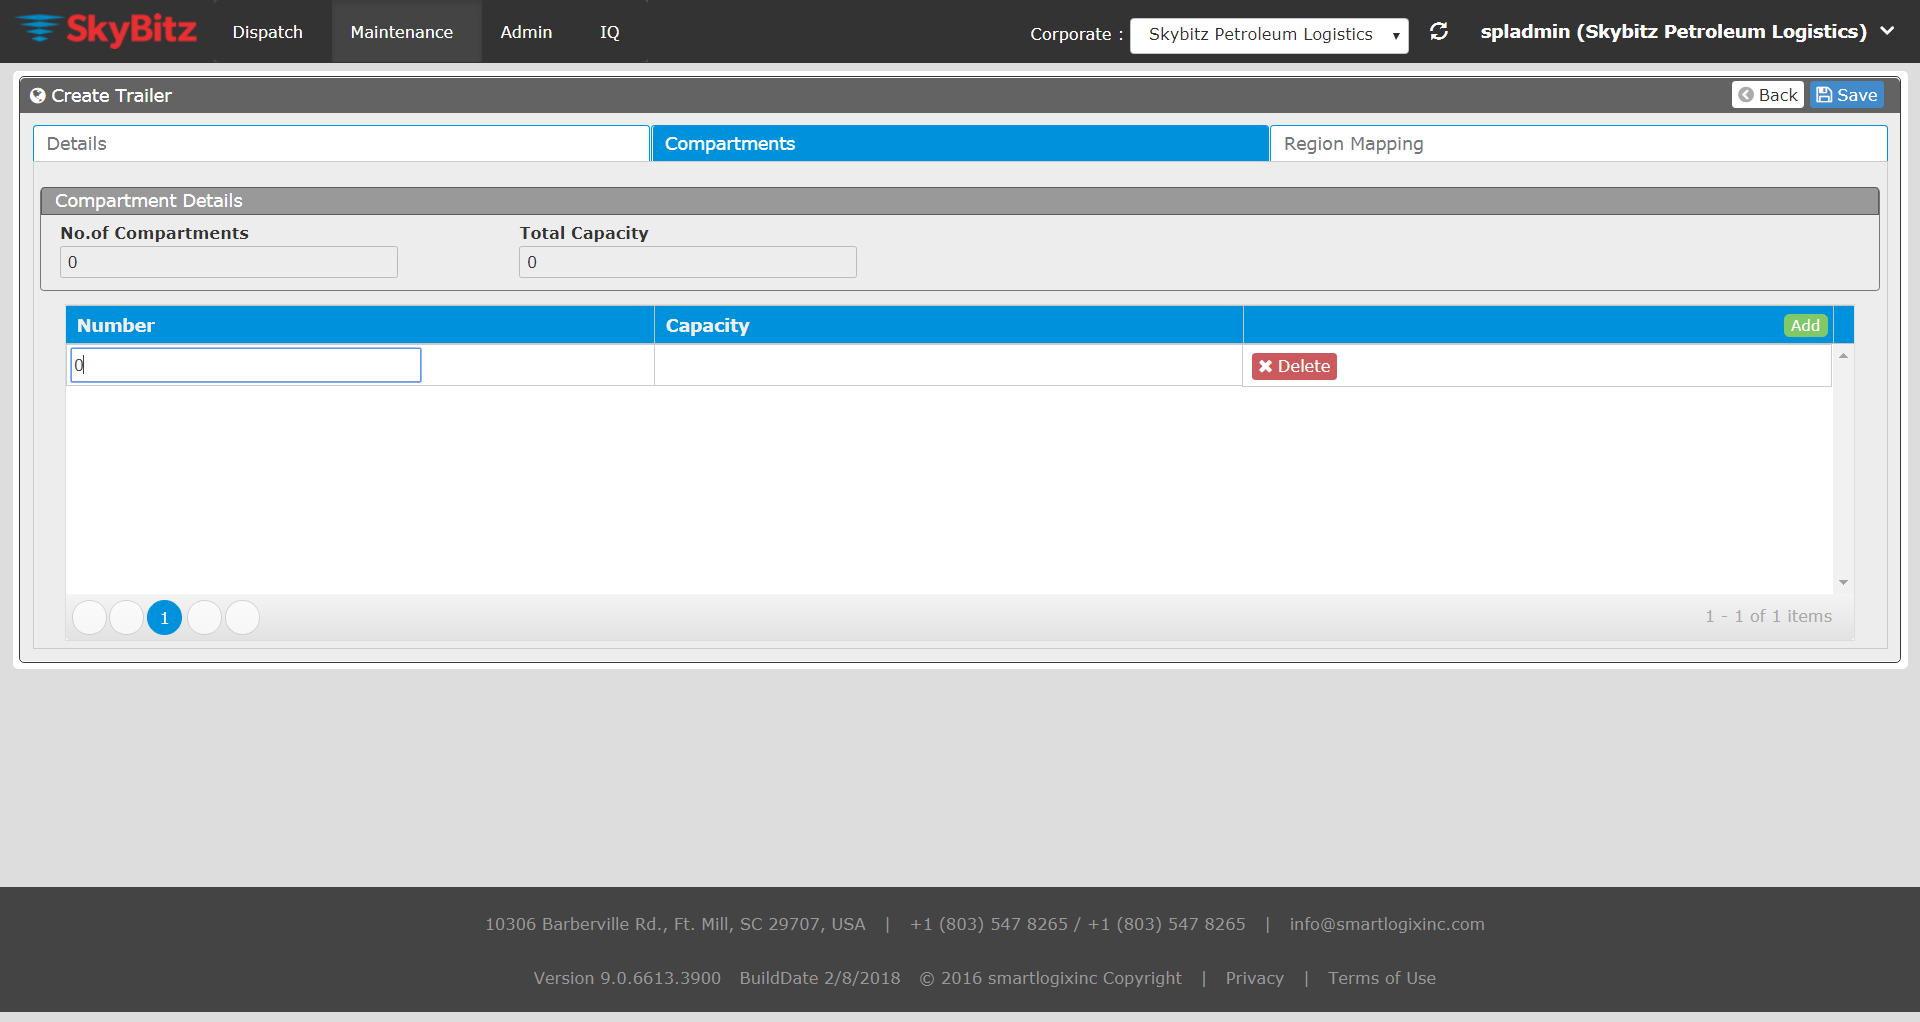 SkyBitz Dispatch Maintenance Admin IQ Corporate : Skybitz Petroleum Logistics spladmin (Skybitz Petroleum Logistics)
Create Trailer Back Save
Details Compartments Region Mapping
Compartment Details
No.of Compartments Total Capacity
0 0
Number Capacity Add
0 Delete
1 1 - 1 of 1 items
10306 Barberville Rd., Ft. Mill, SC 29707, USA | +1 (803) 547 8265 / +1 (803) 547 8265 | info@smartlogixinc.com
Version 9.0.6613.3900 BuildDate 2/8/2018 © 2016 smartlogixinc Copyright | Privacy | Terms of Use